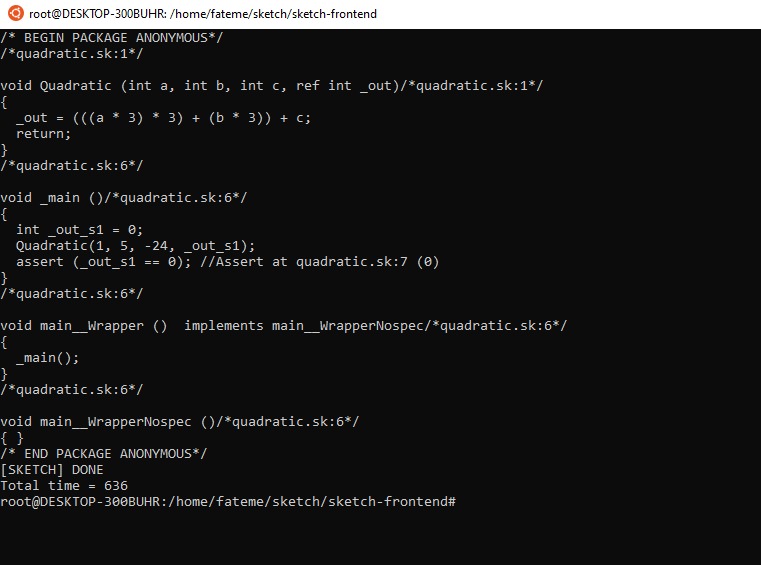 root@DESKTOP-300BUHR: /home/fateme/sketch/sketch-frontend
/* BEGIN PACKAGE ANONYMOUS*/
/*quadratic.sk:1*/

void Quadratic (int a, int b, int c, ref int _out)/*quadratic.sk:1*/
{
  _out = (((a * 3) * 3) + (b * 3)) + c;
  return;
}
/*quadratic.sk:6*/

void _main ()/*quadratic.sk:6*/
{
  int _out_s1 = 0;
  Quadratic(1, 5, -24, _out_s1);
  assert (_out_s1 == 0); //Assert at quadratic.sk:7 (0)
}
/*quadratic.sk:6*/

void main__Wrapper ()  implements main__WrapperNospec/*quadratic.sk:6*/
{
  _main();
}
/*quadratic.sk:6*/

void main__WrapperNospec ()/*quadratic.sk:6*/
{ }
/* END PACKAGE ANONYMOUS*/
[SKETCH] DONE
Total time = 636
root@DESKTOP-300BUHR:/home/fateme/sketch/sketch-frontend#